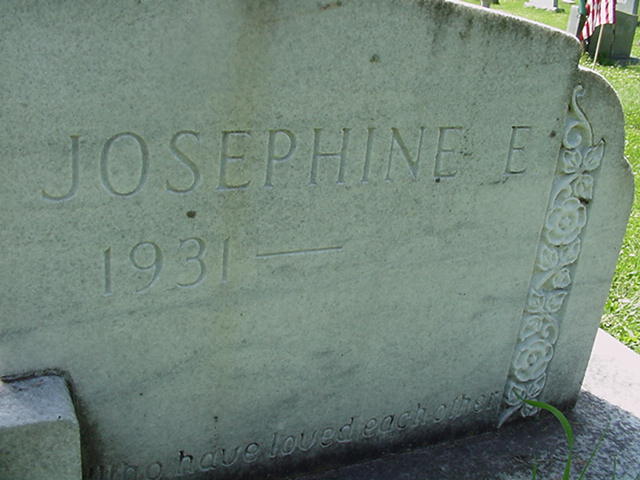 JOSEPHINE E
1931 —
who have loved each other